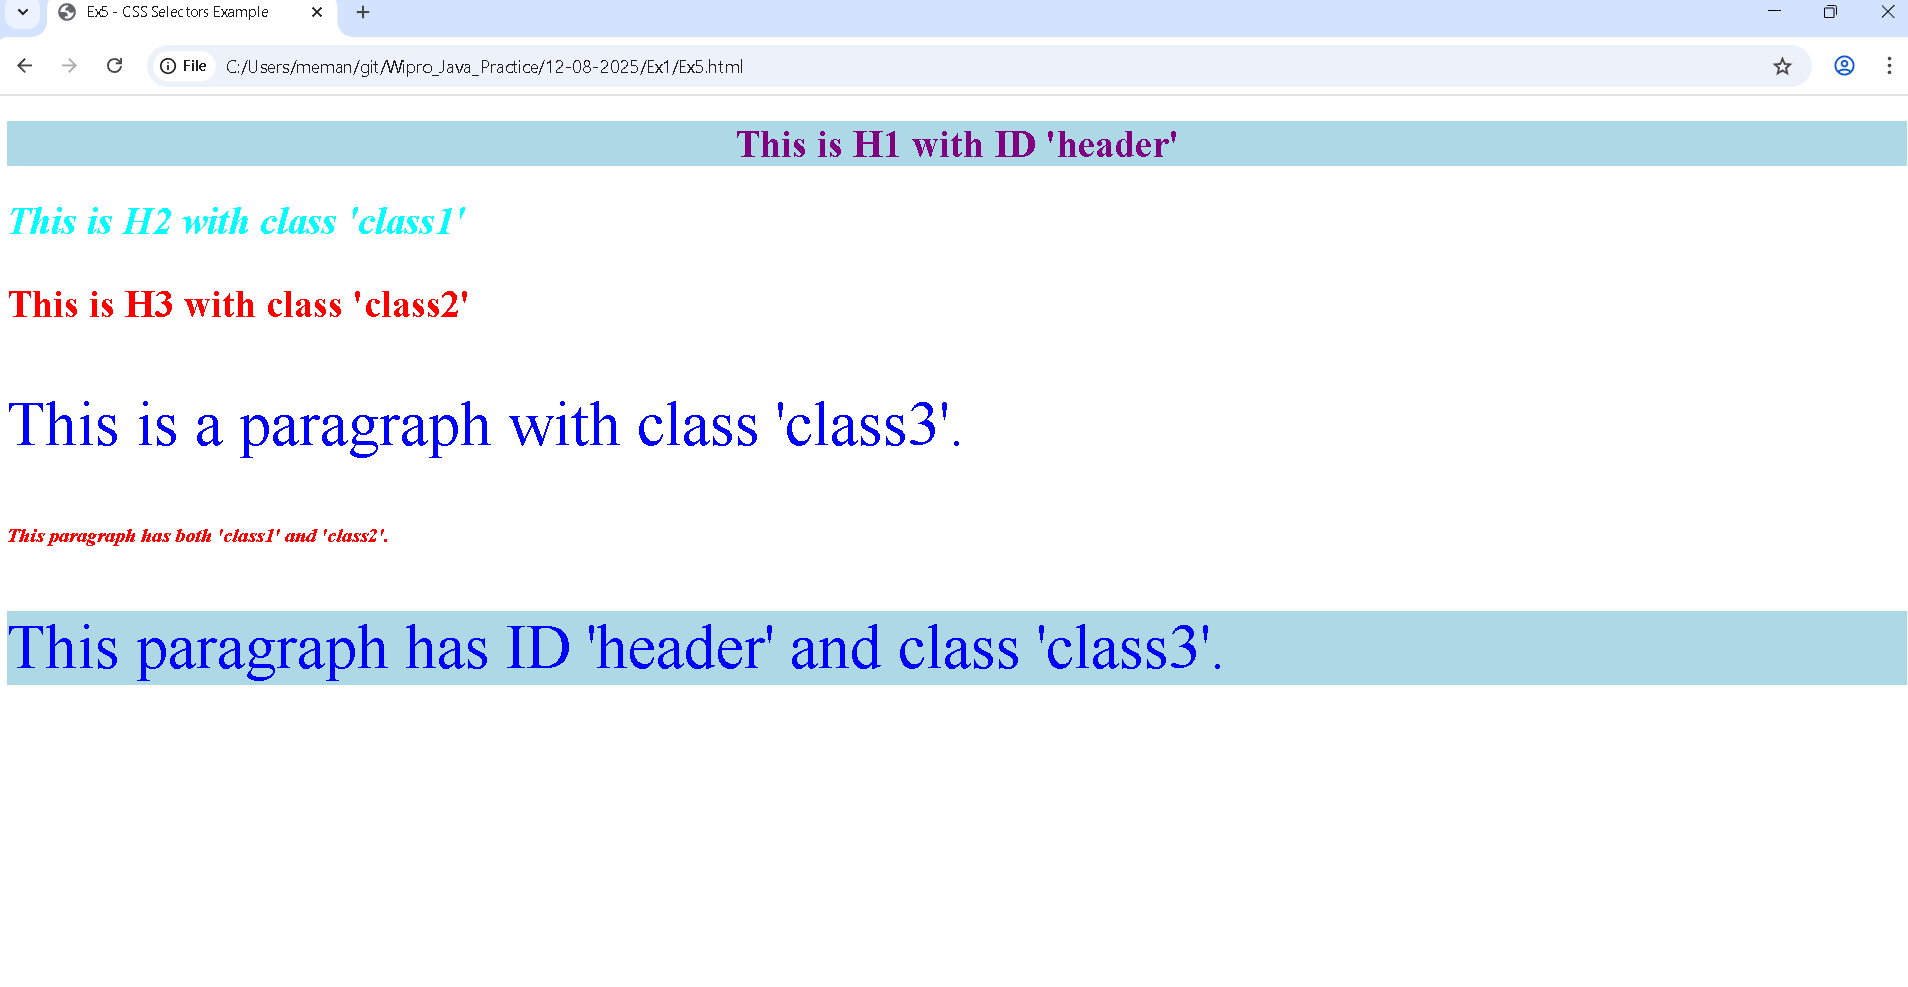 Ex5 - CSS Selectors Example
File C:/Users/meman/git/Wipro_Java_Practice/12-08-2025/Ex1/Ex5.html
This is H1 with ID 'header'
This is H2 with class 'class1'
This is H3 with class 'class2'
This is a paragraph with class 'class3'.
This paragraph has both 'class1' and 'class2'.
This paragraph has ID 'header' and class 'class3'.